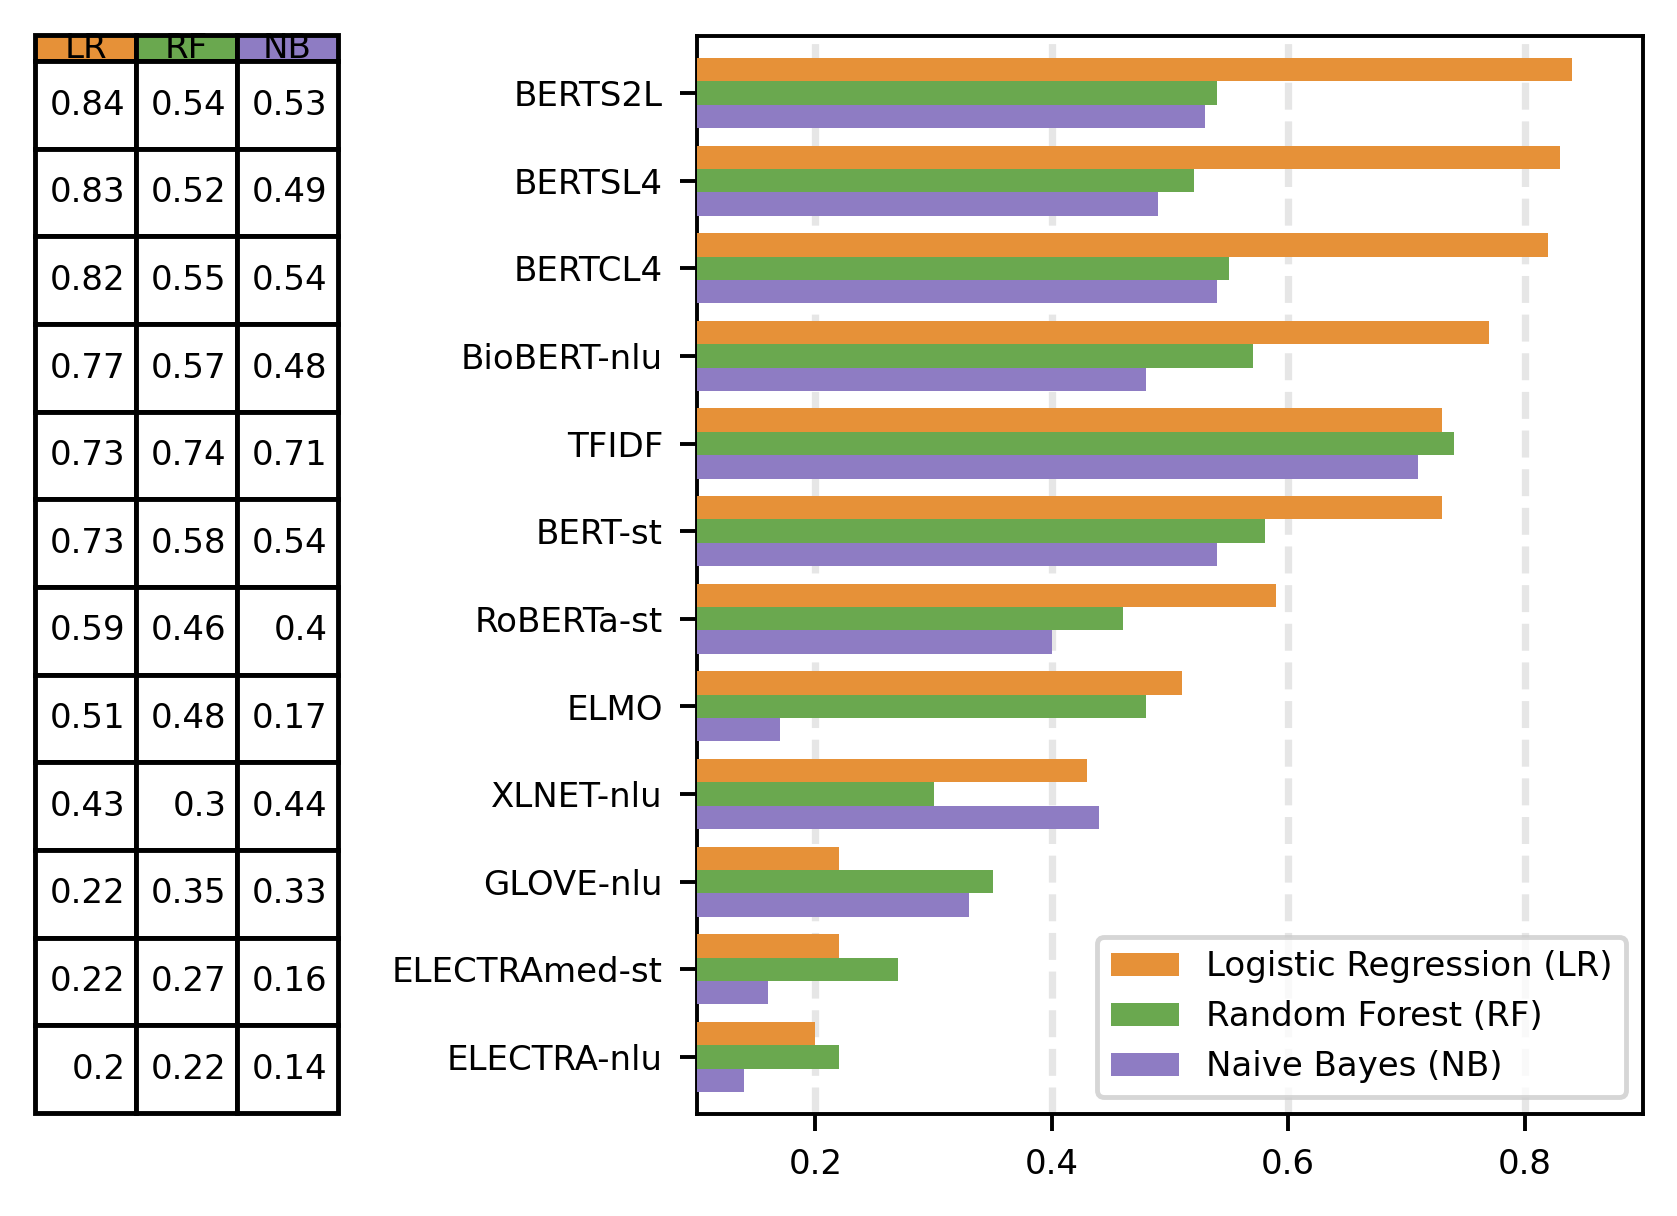 LR RF NB
0.84 0.54 0.53
0.83 0.52 0.49
0.82 0.55 0.54
0.77 0.57 0.48
0.73 0.74 0.71
0.73 0.58 0.54
0.59 0.46 0.4
0.51 0.48 0.17
0.43 0.3 0.44
0.22 0.35 0.33
0.22 0.27 0.16
0.2 0.22 0.14
BERTS2L
BERTSL4
BERTCL4
BioBERT-nlu
TFIDF
BERT-st
RoBERTa-st
ELMO
XLNET-nlu
GLOVE-nlu
ELECTRAmed-st
ELECTRA-nlu
Logistic Regression (LR)
Random Forest (RF)
Naive Bayes (NB)
0.2 0.4 0.6 0.8